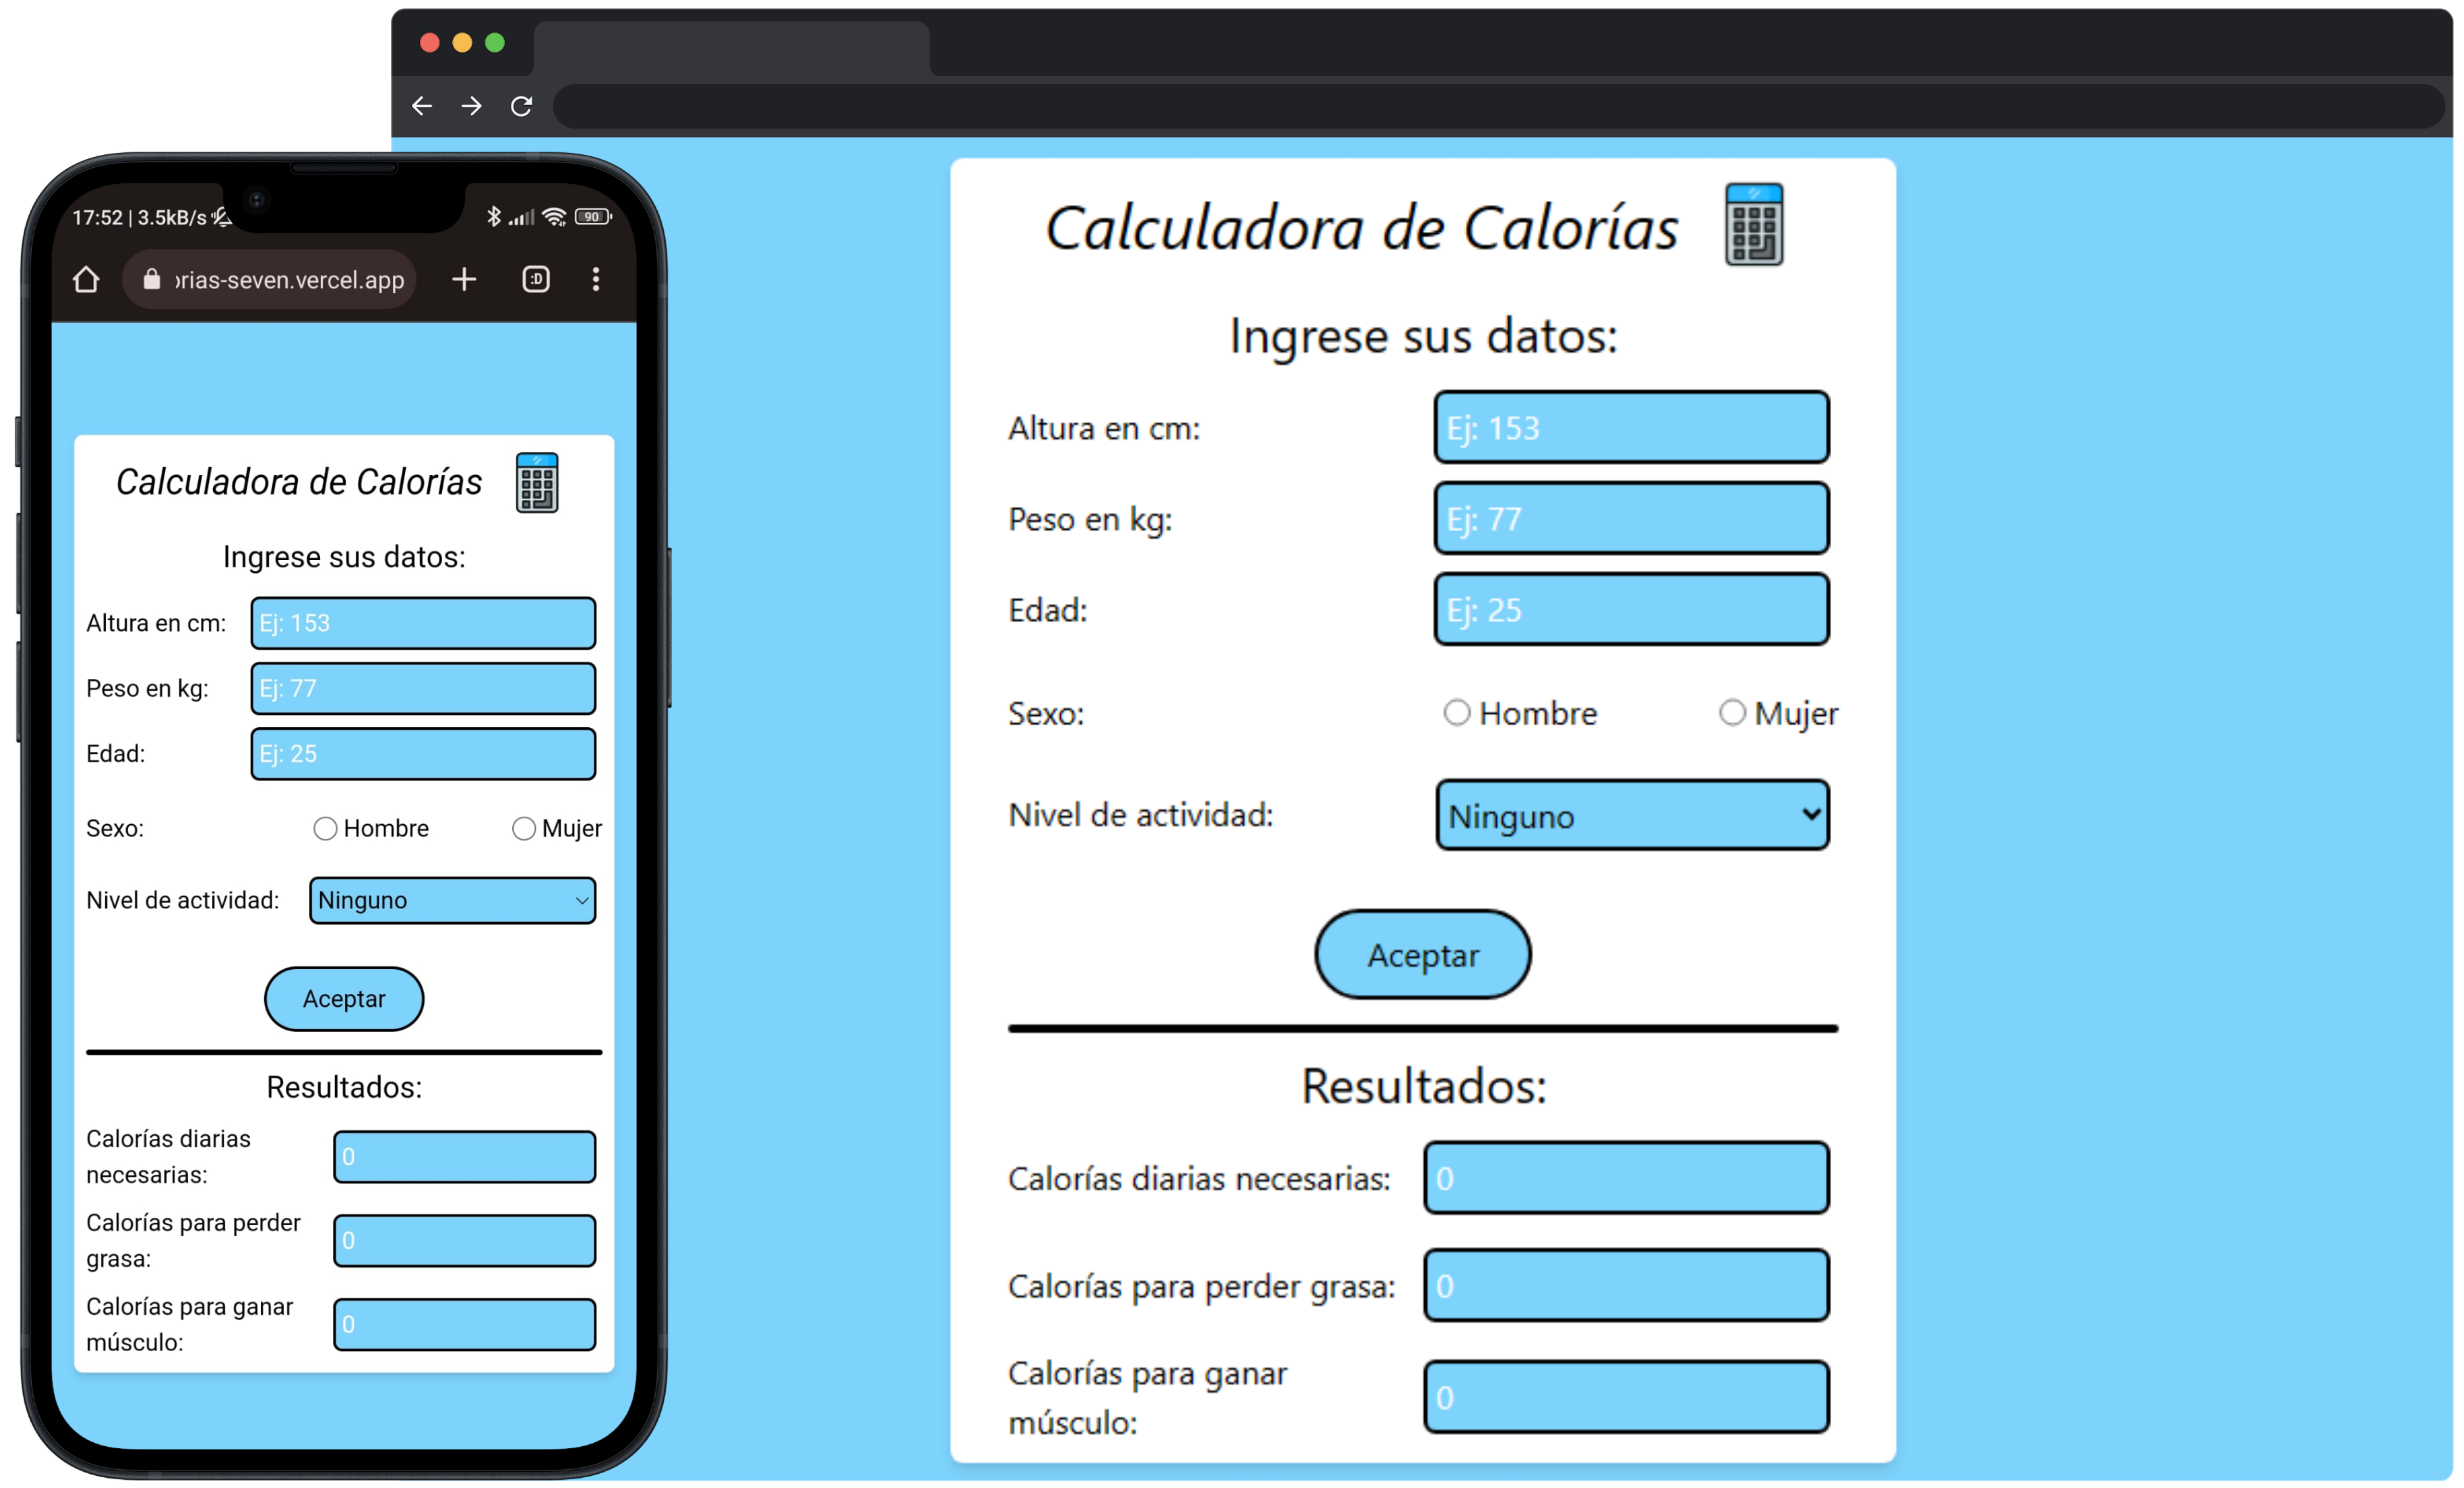 17:52 | 3.5kB/s
90
rias-seven.vercel.app
:D
Calculadora de Calorías
Ingrese sus datos:
Altura en cm: Ej: 153
Peso en kg: Ej: 77
Edad: Ej: 25
Sexo: Hombre Mujer
Nivel de actividad: Ninguno
Aceptar
Resultados:
Calorías diarias
necesarias: 0
Calorías para perder
grasa: 0
Calorías para ganar
músculo: 0
Calculadora de Calorías
Ingrese sus datos:
Altura en cm: Ej: 153
Peso en kg: Ej: 77
Edad: Ej: 25
Sexo: Hombre Mujer
Nivel de actividad: Ninguno
Aceptar
Resultados:
Calorías diarias necesarias: 0
Calorías para perder grasa: 0
Calorías para ganar
músculo: 0